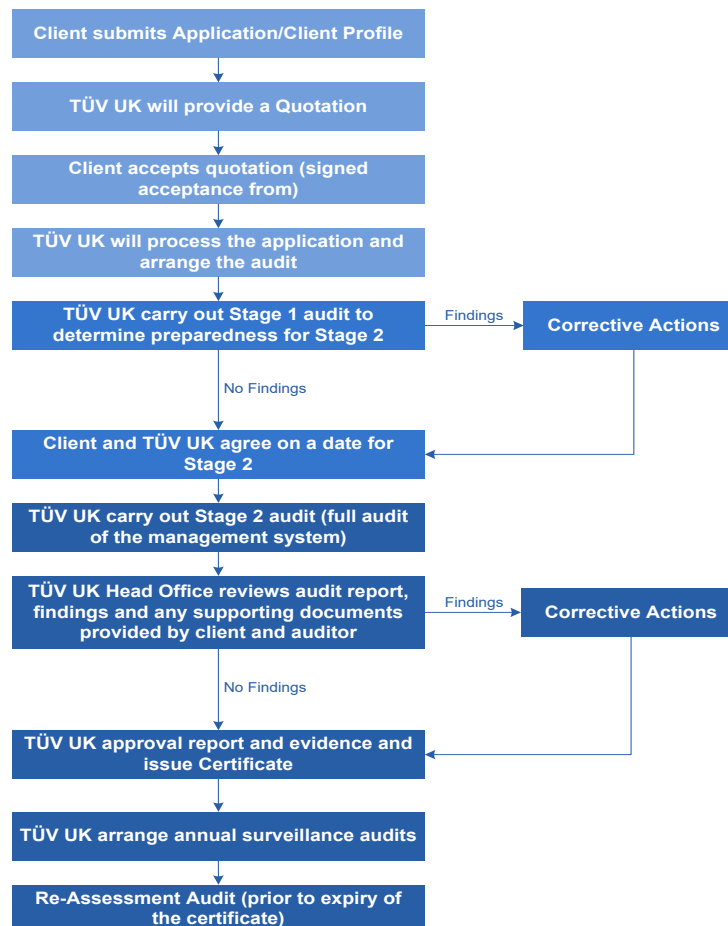 Client submits Application/Client Profile
TÜV UK will provide a Quotation
Client accepts quotation (signed
acceptance from)
TÜV UK will process the application and
arrange the audit
TÜV UK carry out Stage 1 audit to
determine preparedness for Stage 2
Findings
Corrective Actions
No Findings
Client and TÜV UK agree on a date for
Stage 2
TÜV UK carry out Stage 2 audit (full audit
of the management system)
TÜV UK Head Office reviews audit report,
findings and any supporting documents
provided by client and auditor
Findings
Corrective Actions
No Findings
TÜV UK approval report and evidence and
issue Certificate
TÜV UK arrange annual surveillance audits
Re-Assessment Audit (prior to expiry of
the certificate)